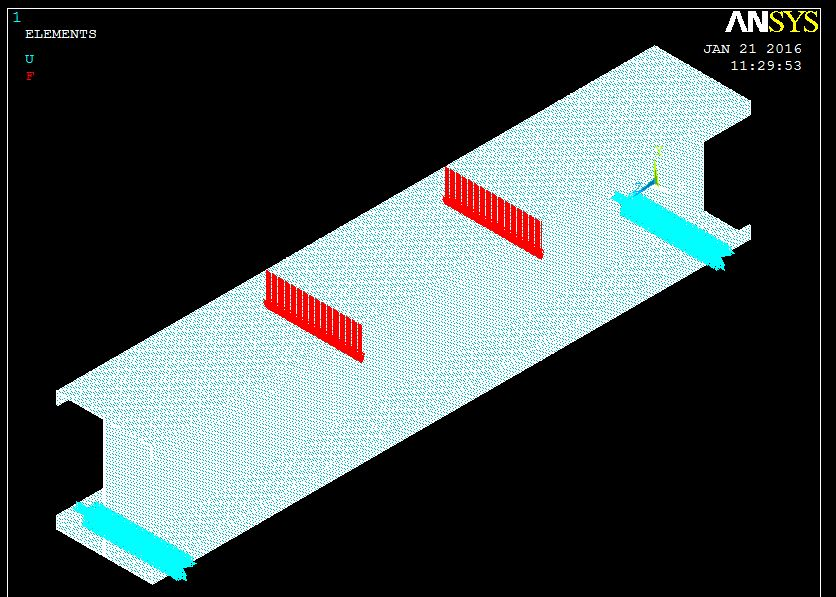 1
ELEMENTS
U
F
ANSYS
JAN 21 2016
11:29:53
Y
Z